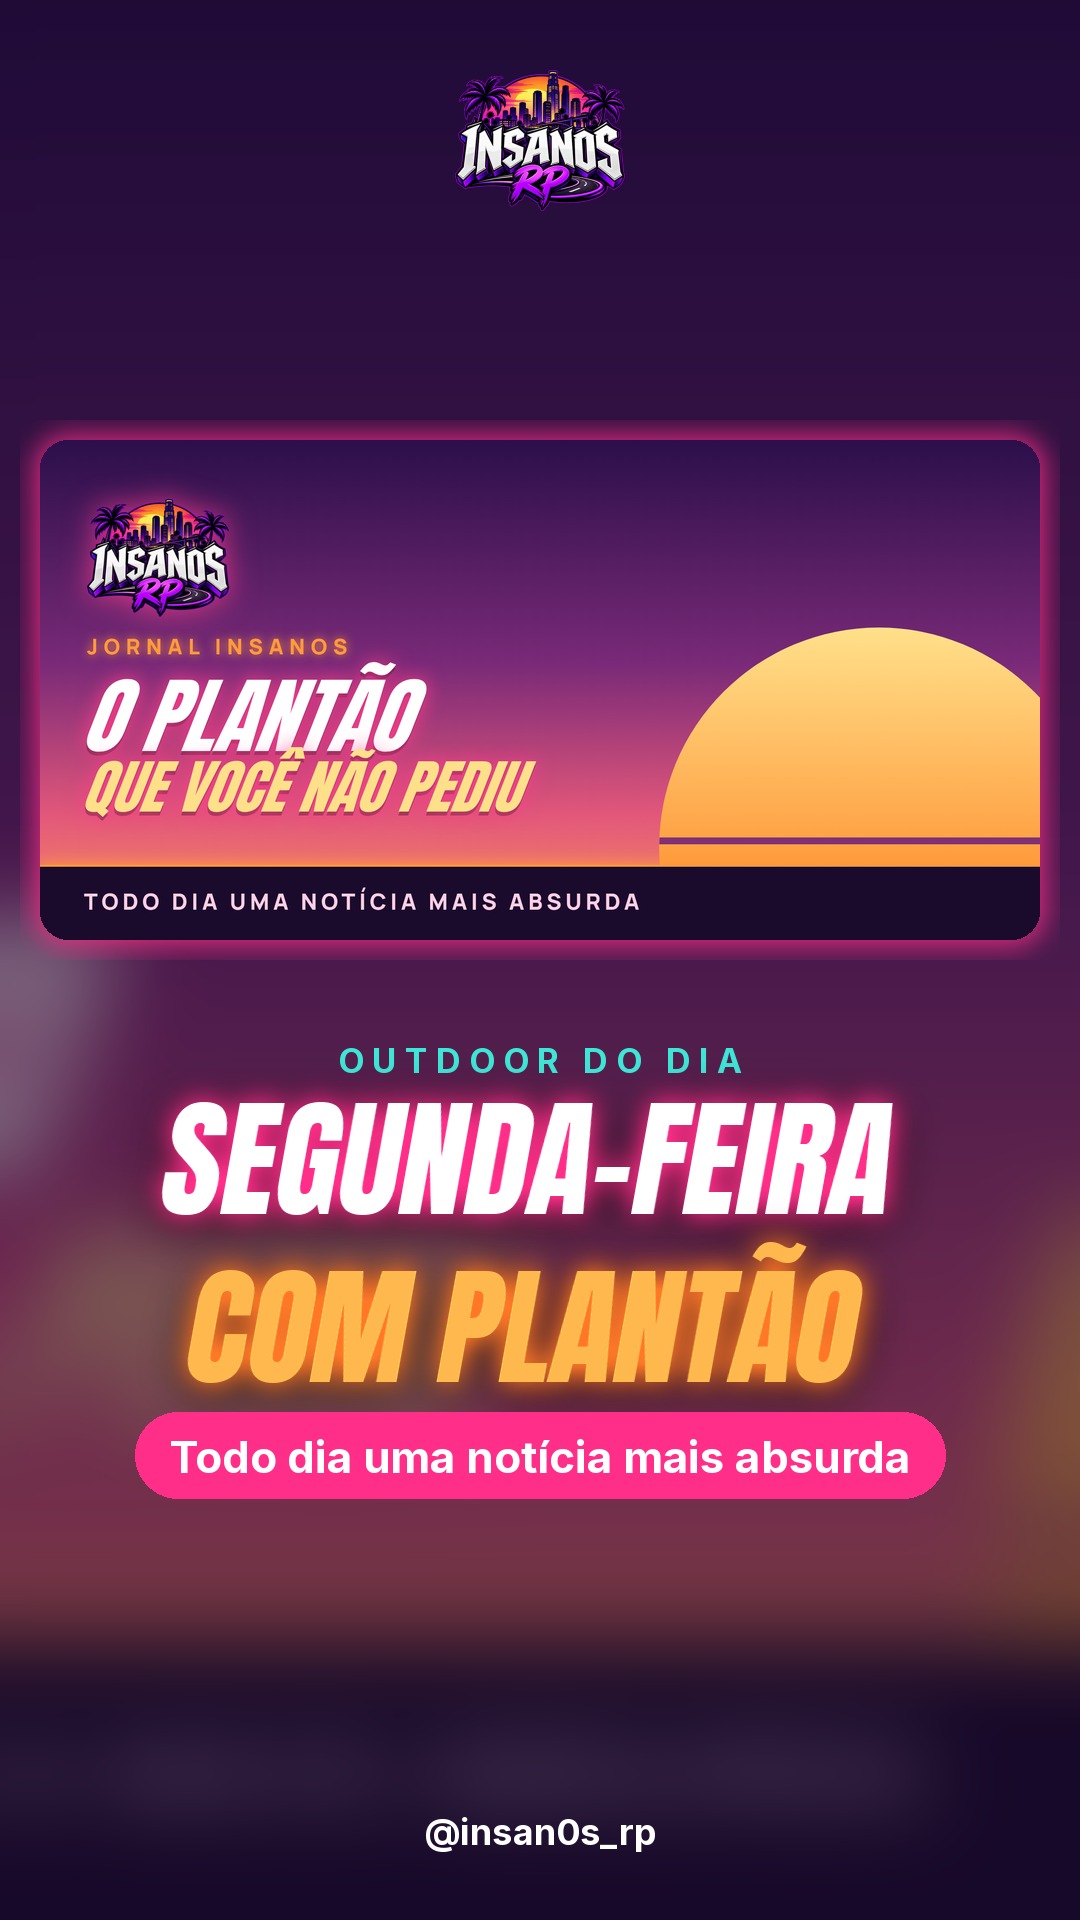 INSANOS
RP
INSANOS
RP
JORNAL INSANOS
O PLANTÃO
QUE VOCÊ NÃO PEDIU
TODO DIA UMA NOTÍCIA MAIS ABSURDA
OUTDOOR DO DIA
SEGUNDA-FEIRA
COM PLANTÃO
Todo dia uma notícia mais absurda
@insan0s_rp